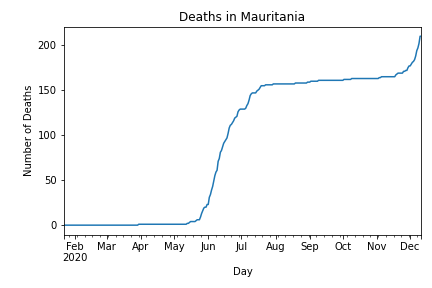 Deaths in Mauritania
Number of Deaths
200
150
100
50
0
Feb Mar Apr May Jun Jul Aug Sep Oct Nov Dec
2020
Day